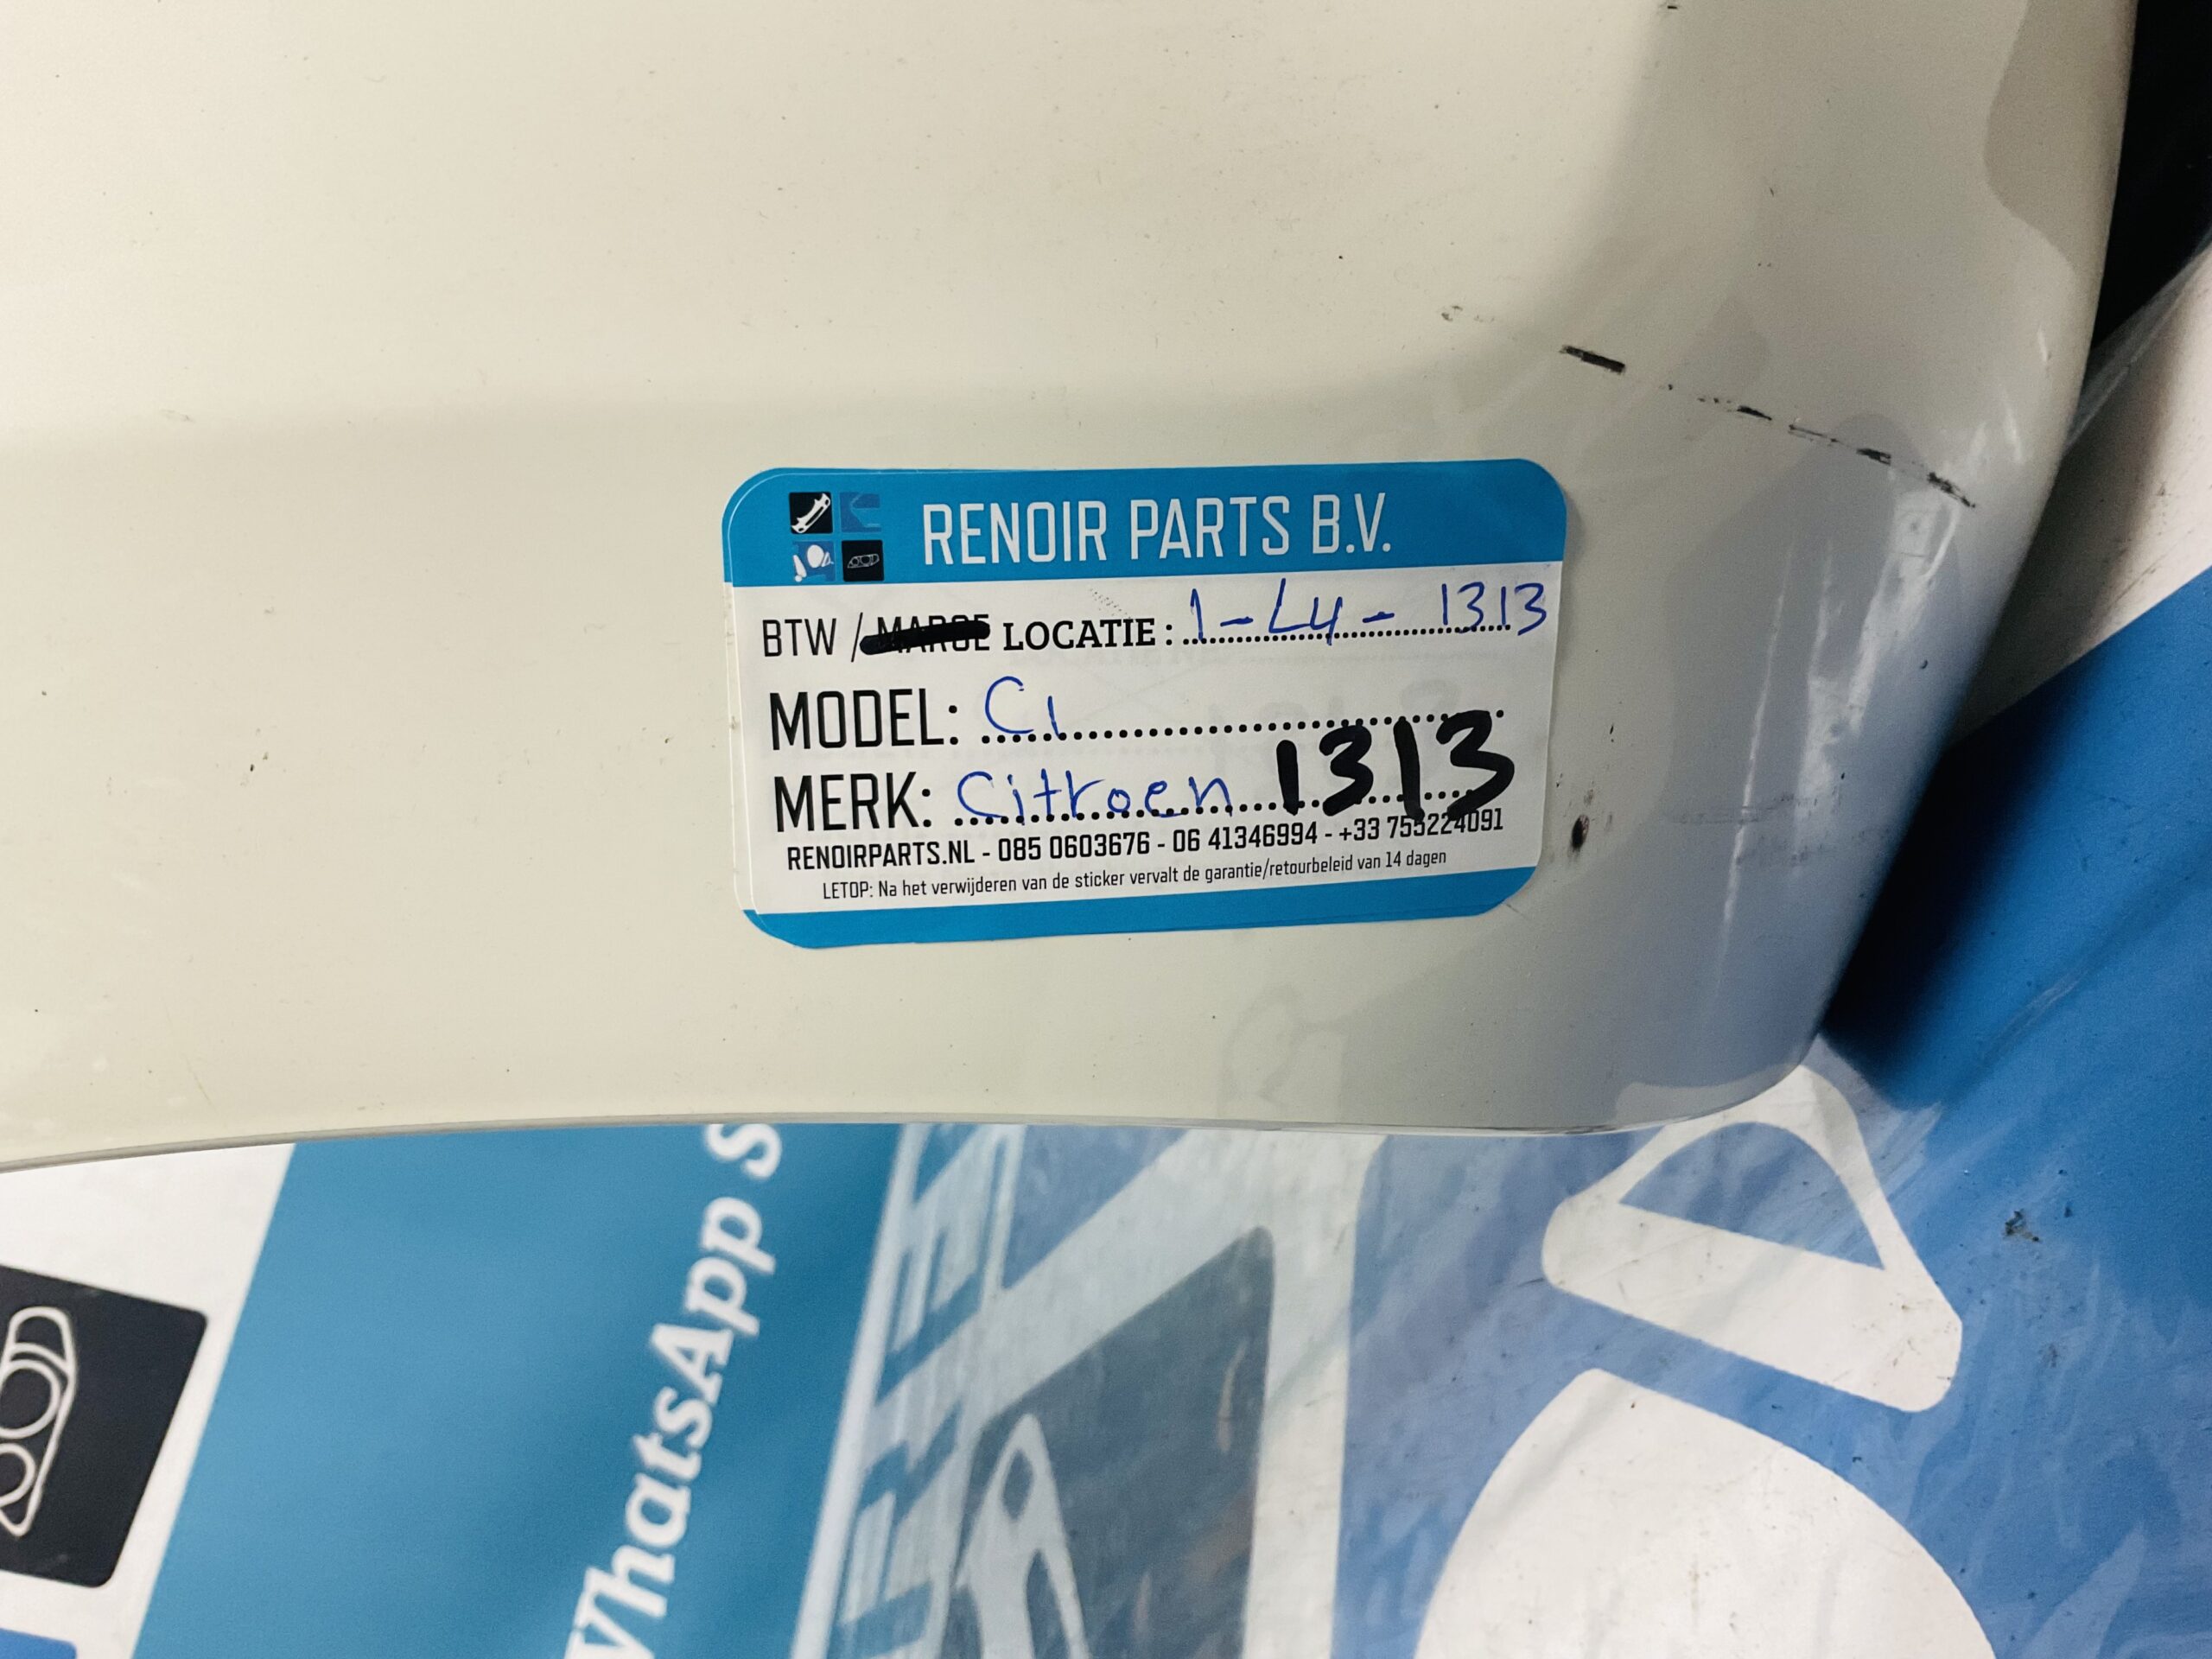 RENOIR PARTS B.V.
BTW / MARGE LOCATIE : 1-L4-1313
MODEL: C1
MERK: Citroen 1313
RENOIRPARTS.NL - 085 0603676 - 06 41346994 - +33 755224091
LETOP: Na het verwijderen van de sticker vervalt de garantie/retourbeleid van 14 dagen
WhatsApp S